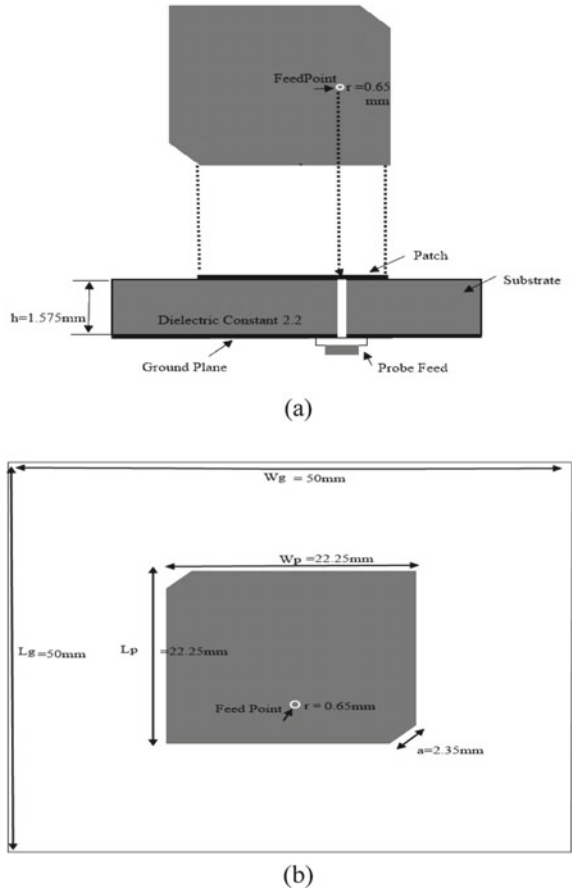 FeedPoint
r =0.65
mm
Patch
Substrate
h=1.575mm
Dielectric Constant 2.2
Ground Plane
Probe Feed
(a)
Wg = 50mm
Wp =22.25mm
Lg=50mm
Lp =22.25mm
Feed Point r = 0.65mm
a=2.35mm
(b)